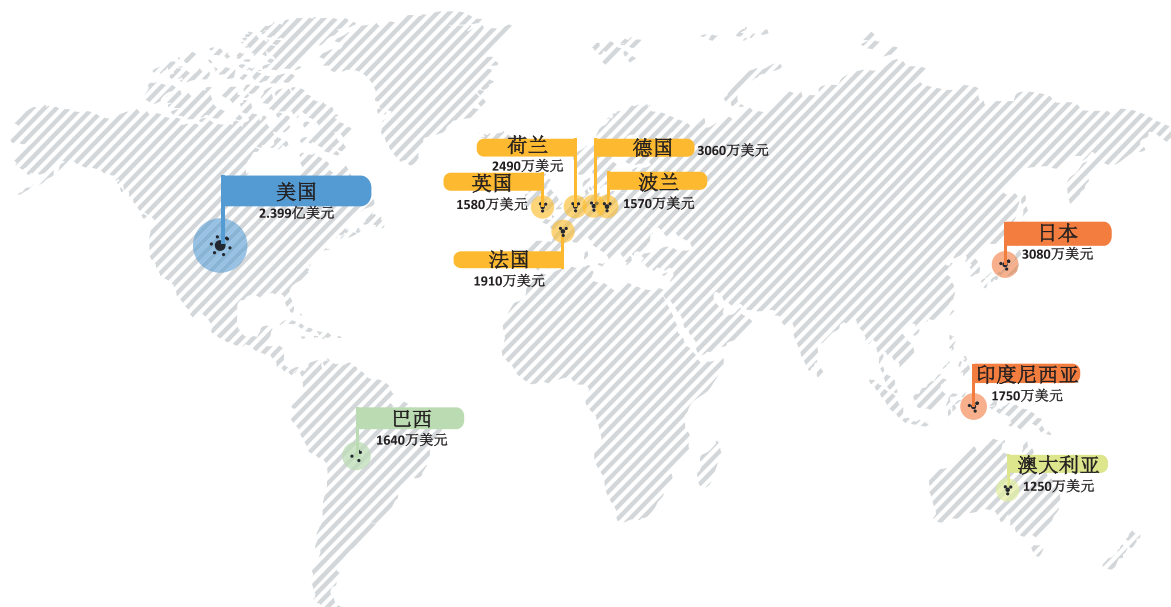 荷兰
2490万美元
德国
3060万美元
美国
2.399亿美元
英国
1580万美元
波兰
1570万美元
法国
1910万美元
日本
3080万美元
印度尼西亚
1750万美元
巴西
1640万美元
澳大利亚
1250万美元